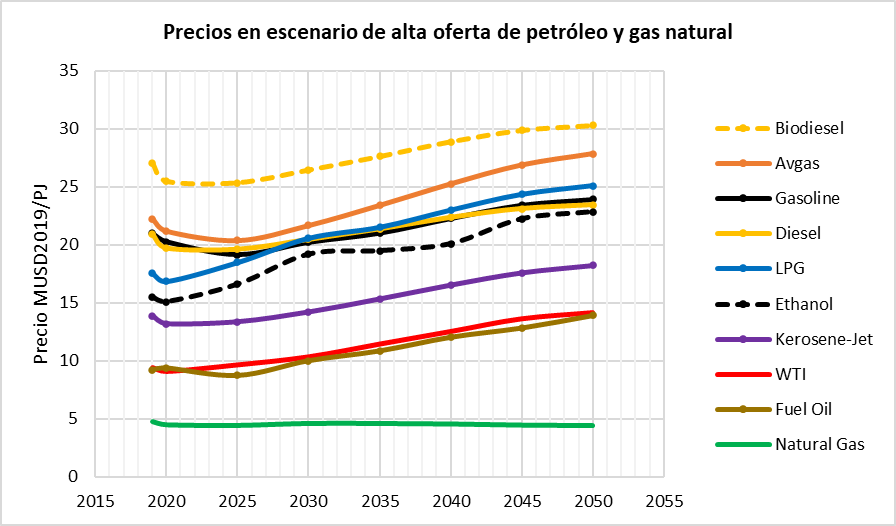 Precios en escenario de alta oferta de petróleo y gas natural
Precio MUSD2019/PJ
35
30
25
20
15
10
5
0
2015 2020 2025 2030 2035 2040 2045 2050 2055
Biodiesel
Avgas
Gasoline
Diesel
LPG
Ethanol
Kerosene-Jet
WTI
Fuel Oil
Natural Gas